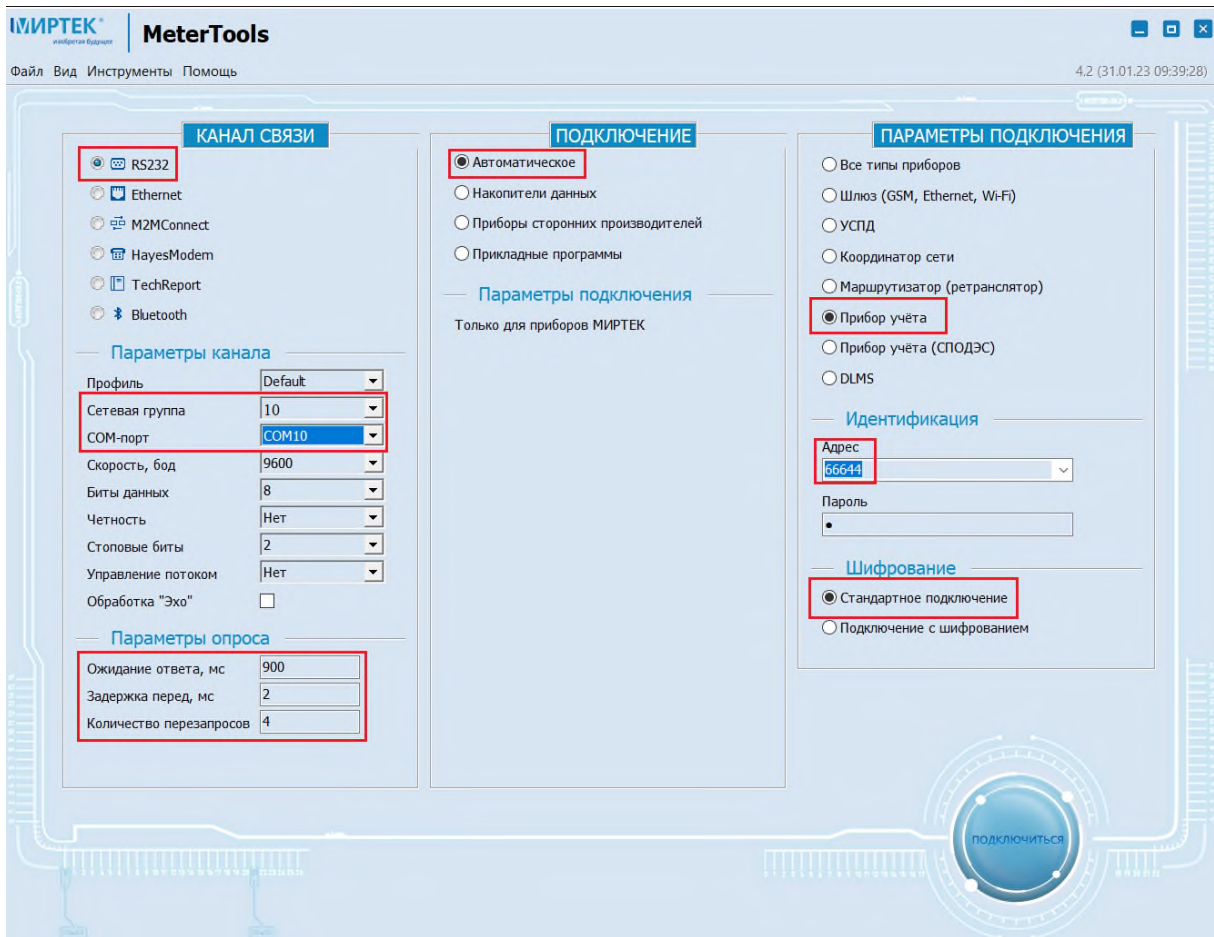 МИРТЕК
изобретая будущее
MeterTools
Файл Вид Инструменты Помощь
4.2 (31.01.23 09:39:28)
КАНАЛ СВЯЗИ
RS232
Ethernet
M2MConnect
HayesModem
TechReport
Bluetooth
Параметры канала
Профиль Default
Сетевая группа 10
COM-порт COM10
Скорость, бод 9600
Биты данных 8
Четность Нет
Стоповые биты 2
Управление потоком Нет
Обработка "Эхо"
Параметры опроса
Ожидание ответа, мс 900
Задержка перед, мс 2
Количество перезапросов 4
ПОДКЛЮЧЕНИЕ
Автоматическое
Накопители данных
Приборы сторонних производителей
Прикладные программы
Параметры подключения
Только для приборов МИРТЕК
ПАРАМЕТРЫ ПОДКЛЮЧЕНИЯ
Все типы приборов
Шлюз (GSM, Ethernet, Wi-Fi)
УСПД
Координатор сети
Маршрутизатор (ретранслятор)
Прибор учёта
Прибор учёта (СПОДЭС)
DLMS
Идентификация
Адрес
66644
Пароль
•
Шифрование
Стандартное подключение
Подключение с шифрованием
ПОДКЛЮЧИТЬСЯ